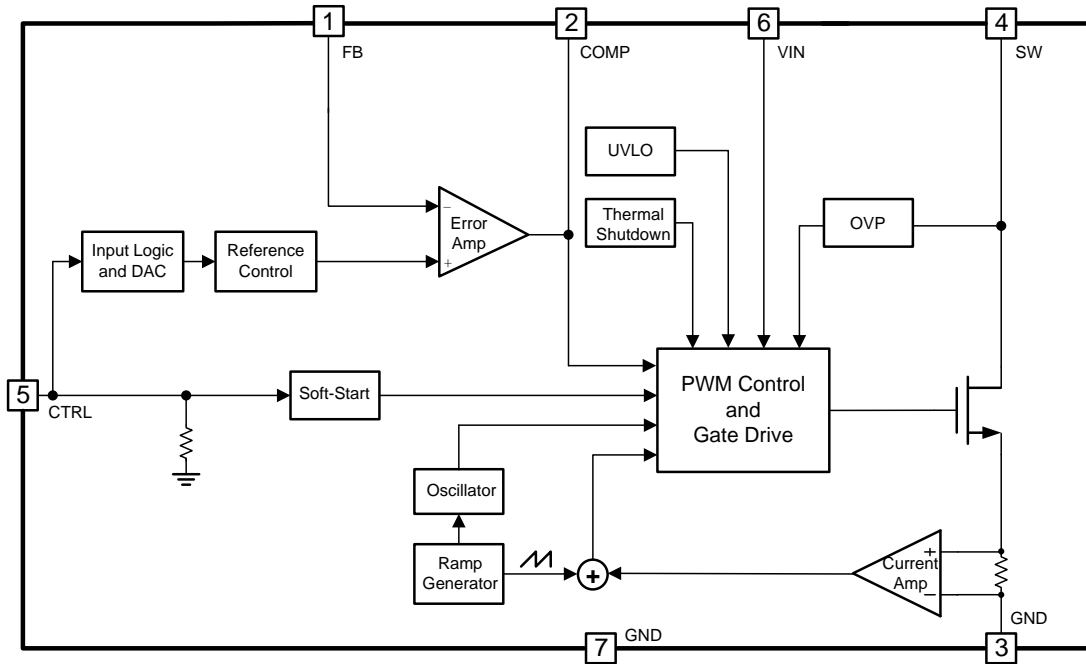 1
2
6
4
FB
COMP
VIN
SW
UVLO
Thermal
Shutdown
OVP
−
Error
Amp
+
Input Logic
and DAC
Reference
Control
5
CTRL
Soft-Start
PWM Control
and
Gate Drive
Oscillator
Ramp
Generator
+
+
Current
Amp
−
GND
7
GND
3